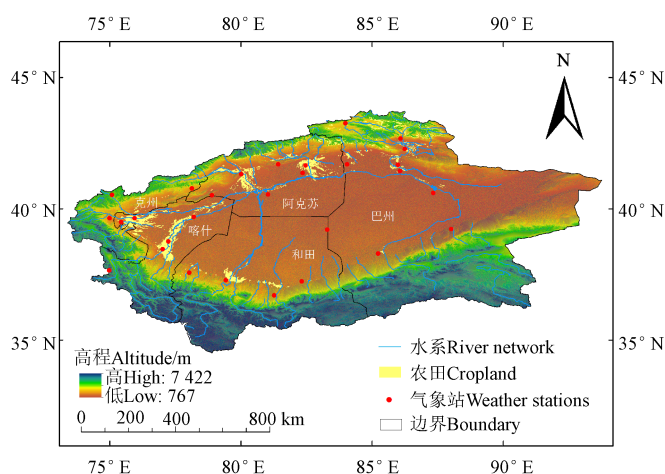 75° E
80° E
85° E
90° E
N
45° N
45° N
克州
阿克苏
40° N
喀什
巴州
40° N
和田
35° N
35° N
水系River network
高程Altitude/m
农田Cropland
高High: 7 422
低Low: 767
气象站Weather stations
0 200 400 800 km
边界Boundary
75° E
80° E
85° E
90° E